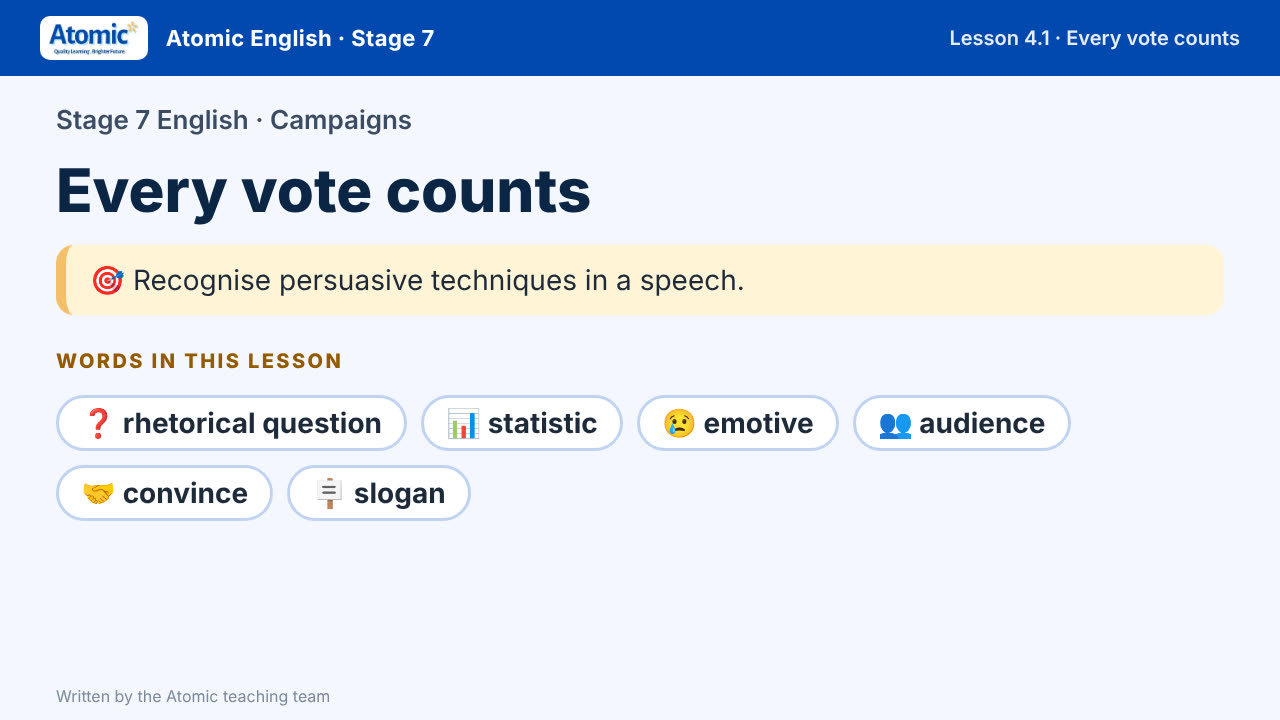 Atomic
Quality Learning. Brighter Future.
Atomic English · Stage 7
Lesson 4.1 · Every vote counts
Stage 7 English · Campaigns
Every vote counts
Recognise persuasive techniques in a speech.
WORDS IN THIS LESSON
rhetorical question
statistic
emotive
audience
convince
slogan
Written by the Atomic teaching team